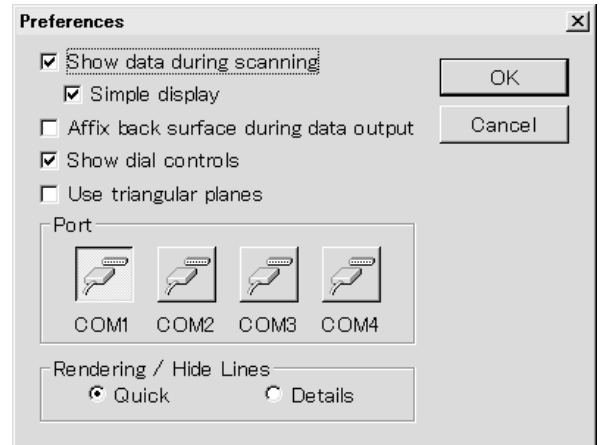 Preferences
Show data during scanning
Simple display
Affix back surface during data output
Show dial controls
Use triangular planes
OK
Cancel
Port
COM1 COM2 COM3 COM4
Rendering / Hide Lines
Quick Details